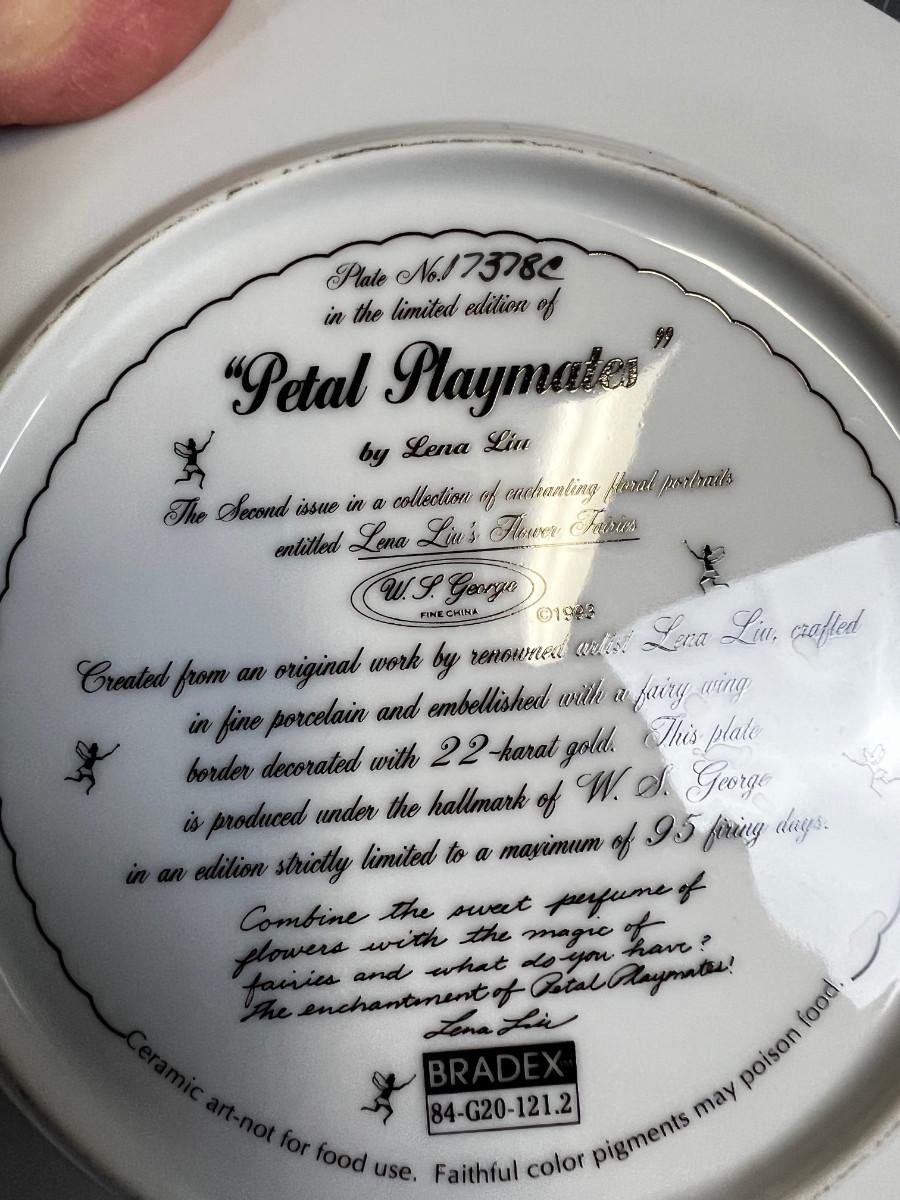 Plate No. 17378C
in the limited edition of
“Petal Playmates”
by Lena Liu
The Second issue in a collection of enchanting floral portraits
entitled Lena Liu's Flower Fairies
W. S. George
FINE CHINA
©1993
Created from an original work by renowned artist Lena Liu, crafted
in fine porcelain and embellished with a fairy wing
border decorated with 22-karat gold. This plate
is produced under the hallmark of W. S. George
in an edition strictly limited to a maximum of 95 firing days.
Combine the sweet perfume of
flowers with the magic of
fairies and what do you have?
The enchantment of Petal Playmates!
Lena Liu
BRADEX™
84-G20-121.2
Ceramic art-not for food use. Faithful color pigments may poison food.